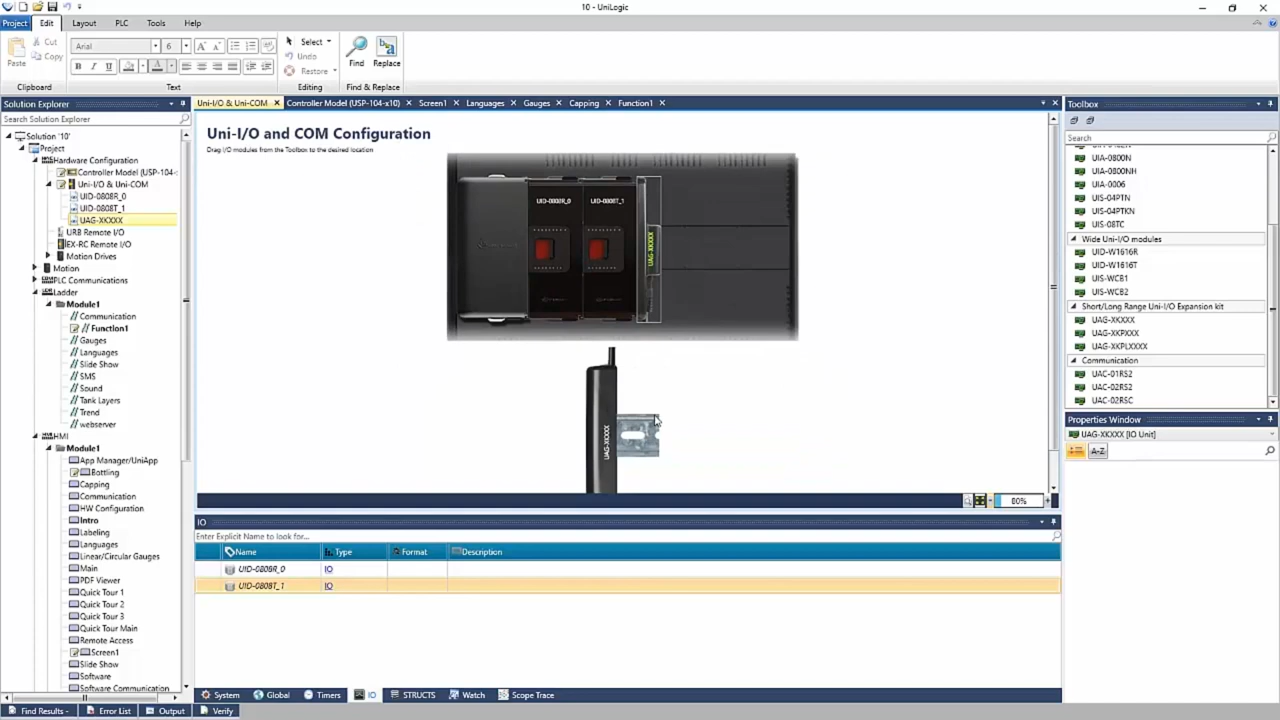 10 - UniLogic
Project
Edit
Layout
PLC
Tools
Help
Paste
Cut
Copy
Clipboard
Arial
6
B I U
Text
Select
Undo
Restore
Editing
Find
Replace
Find & Replace
Solution Explorer
Search Solution Explorer
Solution '10'
Project
Hardware Configuration
Controller Model (USP-104-
Uni-I/O & Uni-COM
UID-0808R_0
UID-0808T_1
UAG-XKXXX
URB Remote I/O
EX-RC Remote I/O
Motion Drives
Motion
PLC Communications
Ladder
Module1
Communication
Function1
Gauges
Languages
Slide Show
SMS
Sound
Tank Layers
Trend
webserver
HMI
Module1
App Manager/UniApp
Bottling
Capping
Communication
HW Configuration
Intro
Labeling
Languages
Linear/Circular Gauges
Main
PDF Viewer
Quick Tour 1
Quick Tour 2
Quick Tour 3
Quick Tour Main
Remote Access
Screen1
Slide Show
Software
Software Communication
Uni-I/O & Uni-COM
Controller Model (USP-104-x10)
Screen1
Languages
Gauges
Capping
Function1
Uni-I/O and COM Configuration
Drag I/O modules from the Toolbox to the desired location
UID-0808R_0
UID-0808T_1
UAG-XKXXX
UAG-XKXXX
80%
IO
Enter Explicit Name to look for...
Name Type Format Description
UID-0808R_0 IO
UID-0808T_1 IO
System
Global
Timers
IO
STRUCTS
Watch
Scope Trace
Toolbox
Search
UIA-0800N
UIA-0800NH
UIA-0006
UIS-04PTN
UIS-04PTKN
UIS-08TC
Wide Uni-I/O modules
UID-W1616R
UID-W1616T
UIS-WCB1
UIS-WCB2
Short/Long Range Uni-I/O Expansion kit
UAG-XKXXX
UAG-XKPXXX
UAG-XKPLXXXX
Communication
UAC-01RS2
UAC-02RS2
UAC-02RSC
Properties Window
UAG-XKXXX [IO Unit]
A-Z
Find Results -
Error List
Output
Verify